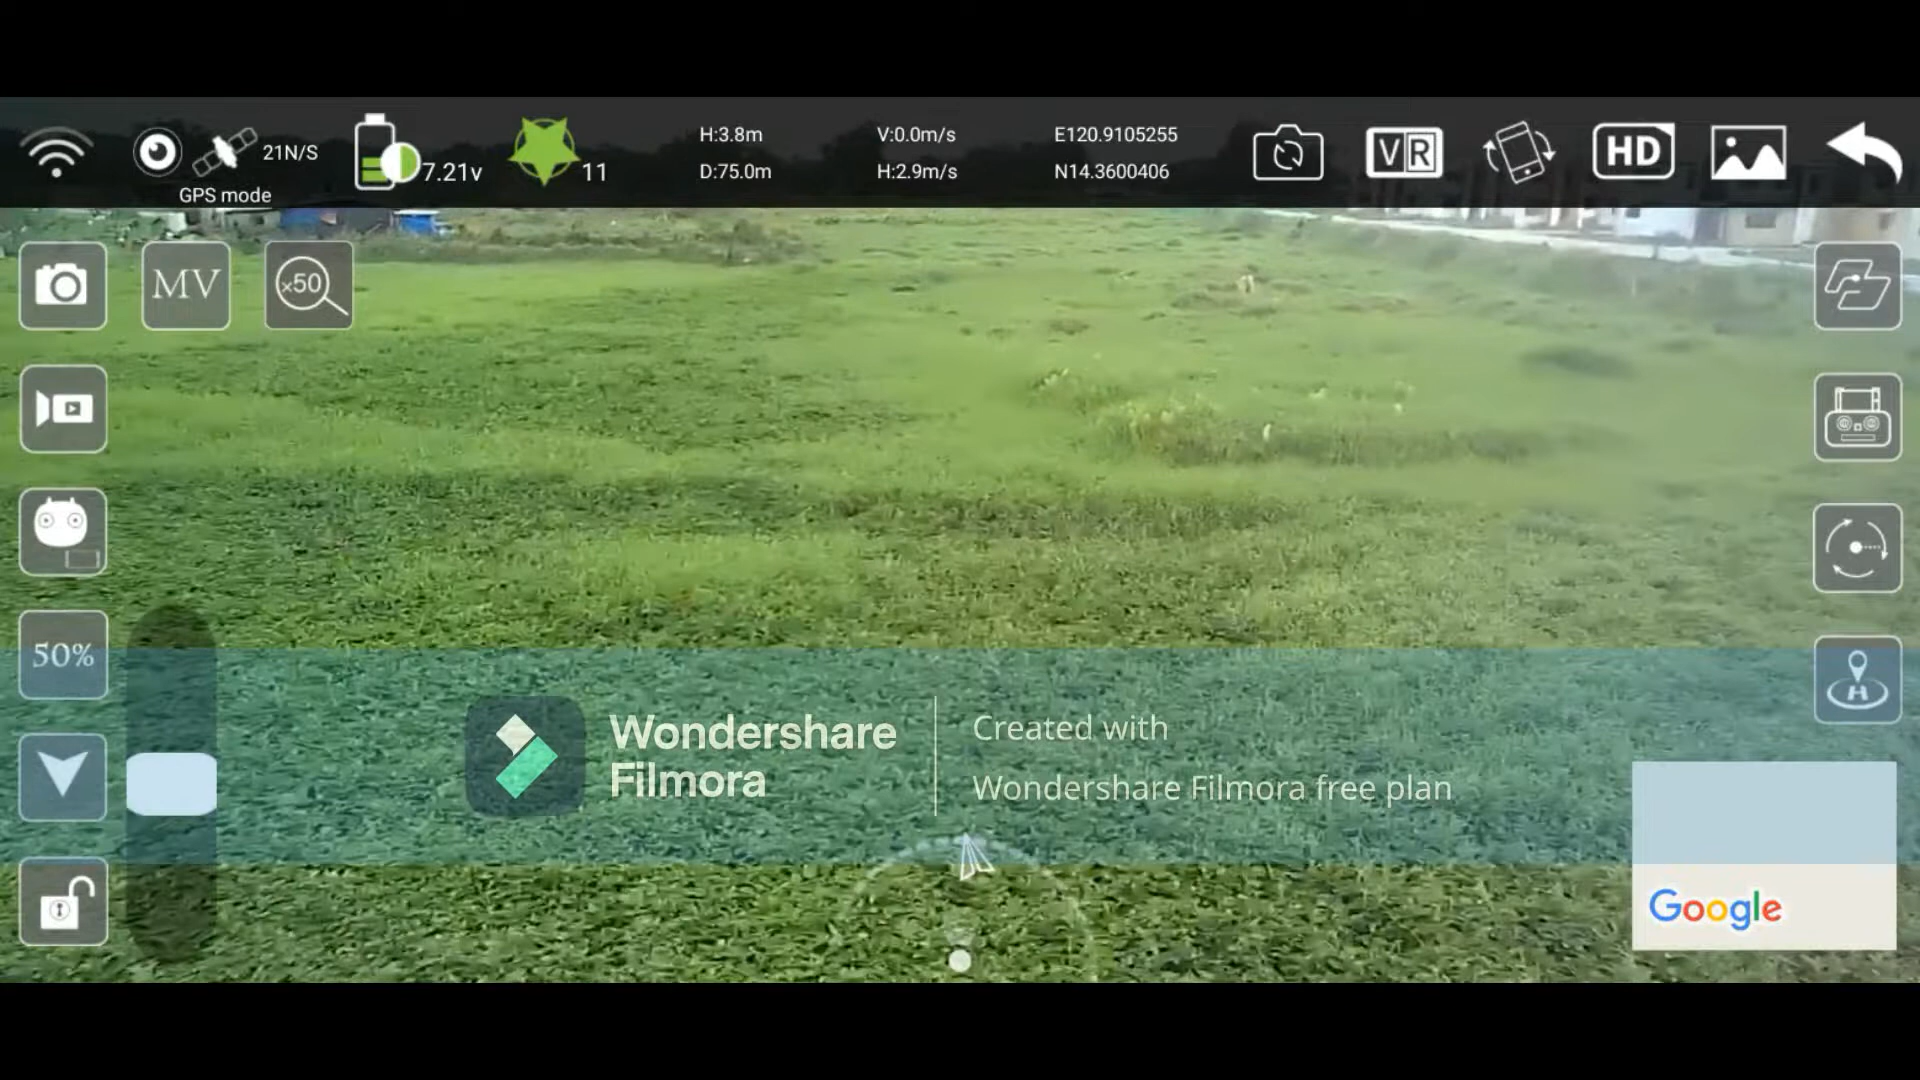 H:3.8m V:0.0m/s E120.9105255
21N/S
7.21v 11 D:75.0m H:2.9m/s N14.3600406
GPS mode
VR HD
MV x50
50%
Wondershare
Filmora
Created with
Wondershare Filmora free plan
H
Google